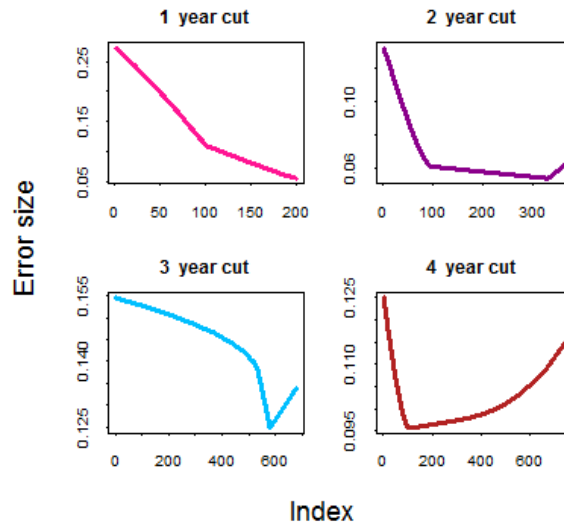 1 year cut
0.25
0.15
0.05
0 50 100 150 200
2 year cut
0.10
0.06
0 100 200 300
Error size
3 year cut
0.155
0.140
0.125
0 200 400 600
4 year cut
0.125
0.110
0.095
0 200 400 600
Index